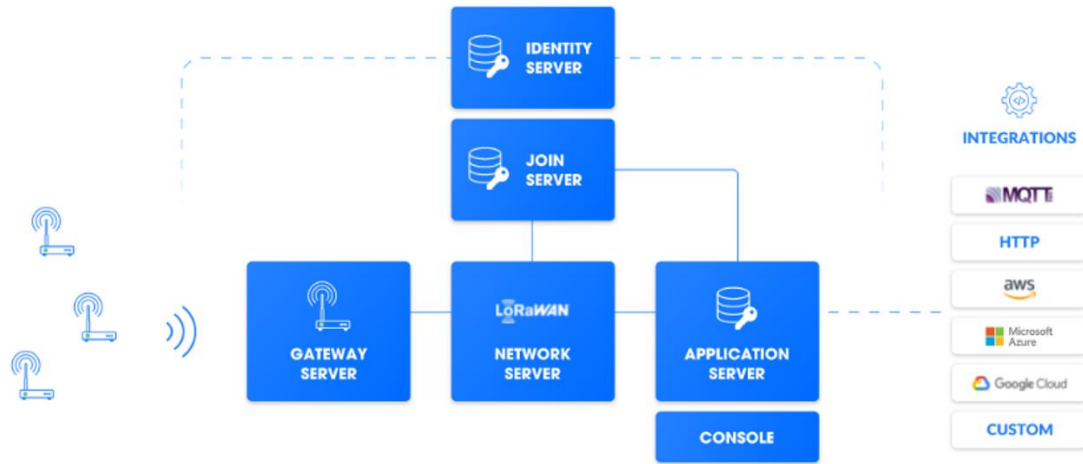 IDENTITY
SERVER
JOIN
SERVER
GATEWAY
SERVER
LoRaWAN
NETWORK
SERVER
APPLICATION
SERVER
CONSOLE
INTEGRATIONS
MQTT
HTTP
aws
Microsoft
Azure
Google Cloud
CUSTOM